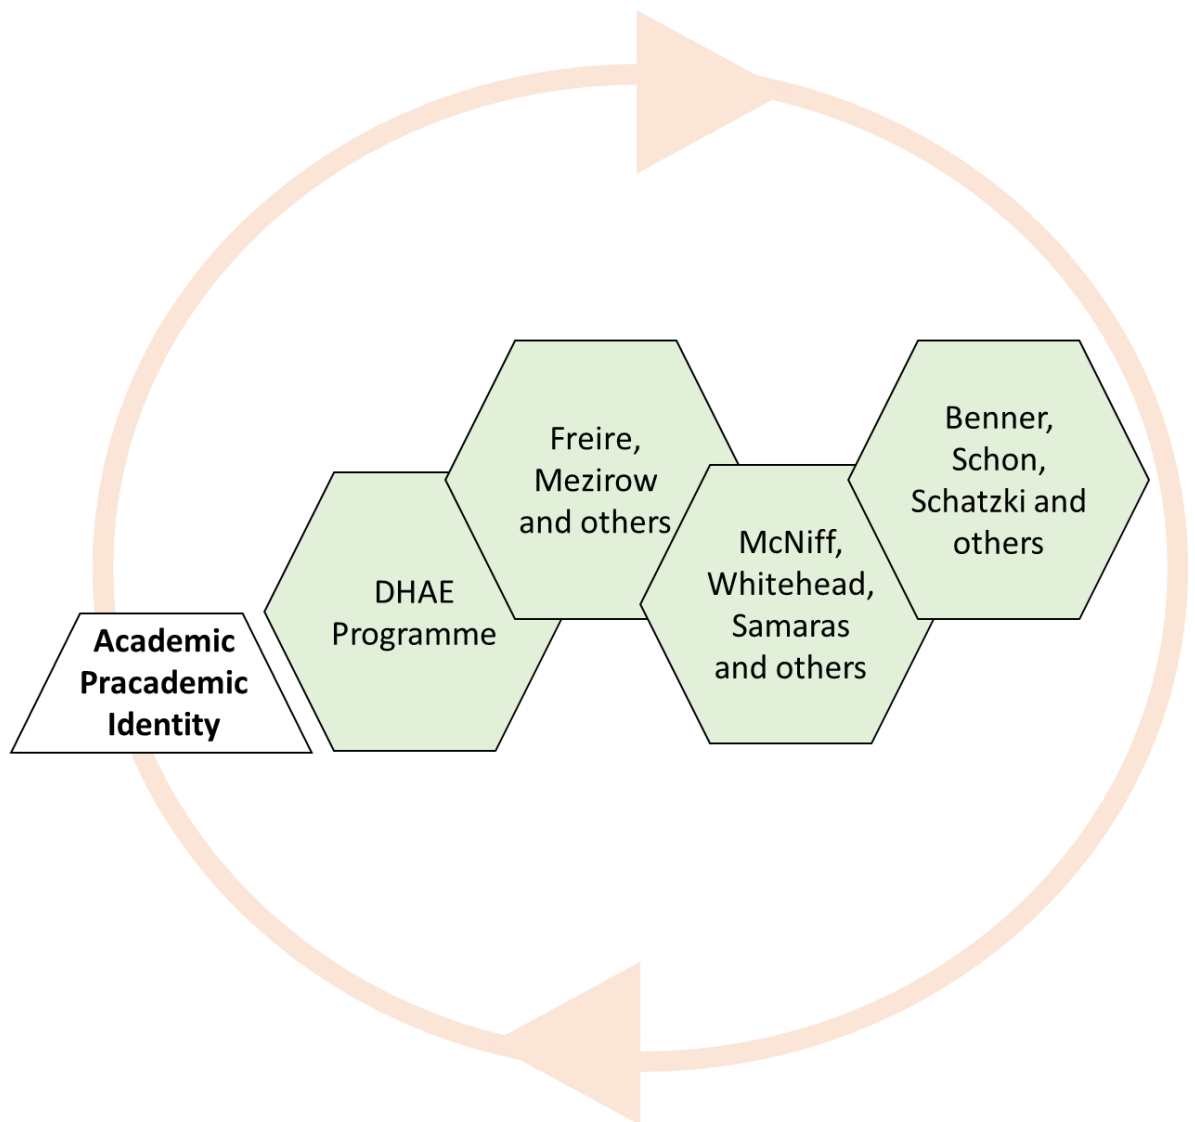 Academic
Pracademic
Identity
DHAE
Programme
Freire,
Mezirow
and others
McNiff,
Whitehead,
Samaras
and others
Benner,
Schon,
Schatzki and
others